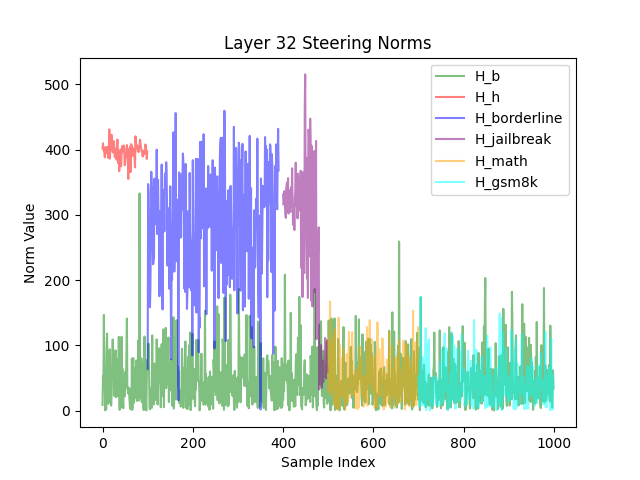 Layer 32 Steering Norms
Norm Value
500
400
300
200
100
0
H_b
H_h
H_borderline
H_jailbreak
H_math
H_gsm8k
0 200 400 600 800 1000
Sample Index